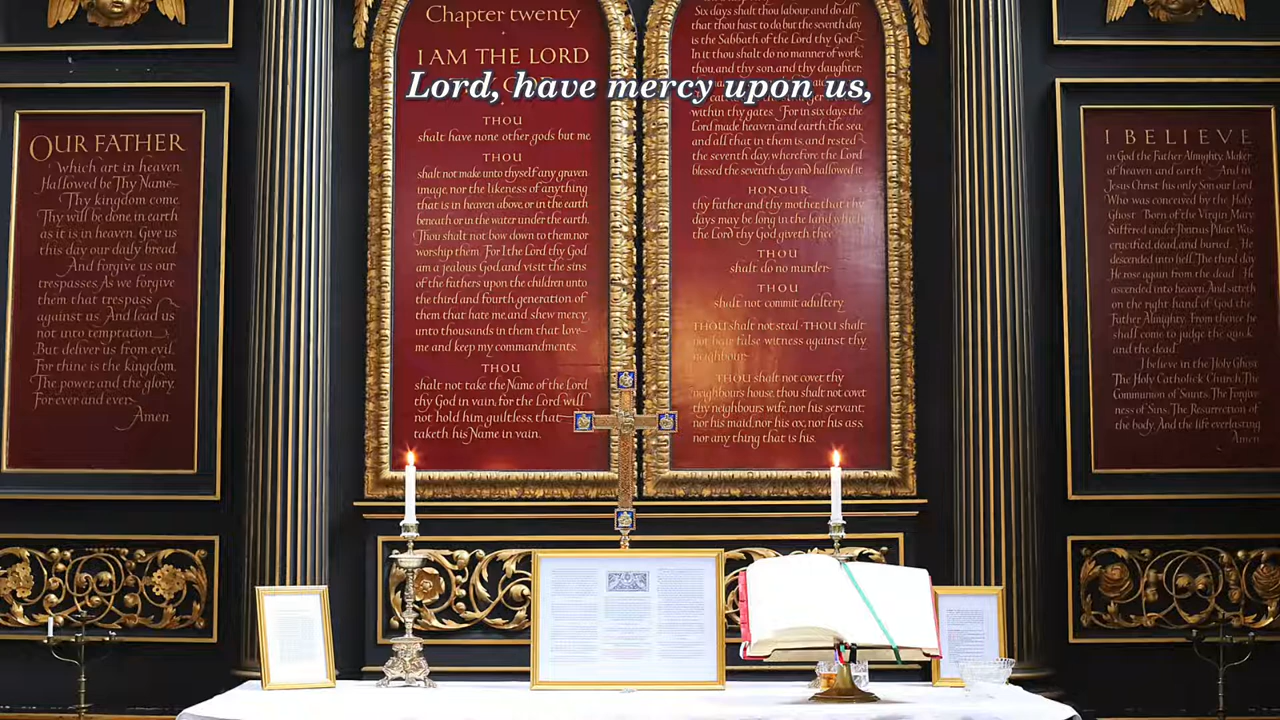 Lord, have mercy upon us,
OUR FATHER
Which art in heaven
Hallowed be Thy Name
Thy kingdom come
Thy will be done, in earth
as it is in heaven. Give us
this day our daily bread.
And forgive us our
trespasses As we forgive
them that trespass
against us. And lead us
not into temptation
But deliver us from evil.
For thine is the kingdom,
The power, and the glory,
For ever and ever
Amen
Chapter twenty
I AM THE LORD
THOU
shalt have none other gods but me
THOU
shalt not make unto thyself any graven
image, nor the likeness of anything
that is in heaven above, or in the earth
beneath or in the water under the earth.
Thou shalt not bow down to them, nor
worship them. For I the Lord thy God
am a jealous God, and visit the sins
of the fathers upon the children unto
the third and fourth generation of
them that hate me, and shew mercy
unto thousands in them that love
me and keep my commandments.
THOU
shalt not take the Name of the Lord
thy God in vain, for the Lord will
not hold him guiltless, that
taketh his Name in vain.
Six days shalt thou labour, and do all
that thou hast to do but the seventh day
is the Sabbath of the Lord thy God
In it thou shalt do no manner of work,
thou, and thy son, and thy daughter,
within thy gates. For in six days the
Lord made heaven and earth, the sea,
and all that in them is, and rested
the seventh day, wherefore the Lord
blessed the seventh day and hallowed it
HONOUR
thy father and thy mother that thy
days may be long in the land which
the Lord thy God giveth thee
THOU
shalt do no murder
THOU
shalt not commit adultery
THOU shalt not steal · THOU shalt
not bear false witness against thy
neighbour
THOU shalt not covet thy
neighbours house, thou shalt not covet
thy neighbours wife, nor his servant,
nor his maid, nor his ox, nor his ass,
nor any thing that is his.
I BELIEVE
in God the Father Almighty, Maker
of heaven and earth And in
Jesus Christ his only Son our Lord
Who was conceived by the Holy
Ghost Born of the Virgin Mary
Suffered under Pontius Pilate Was
crucified, dead, and buried He
descended into hell, The third day
He rose again from the dead He
ascended into heaven, And sitteth
on the right hand of God the
Father Almighty. From thence he
shall come to judge the quick
and the dead.
I believe in the Holy Ghost
The Holy Catholick Church The
Communion of Saints The Forgive
ness of Sins, The Resurrection of
the body, And the life everlasting
Amen